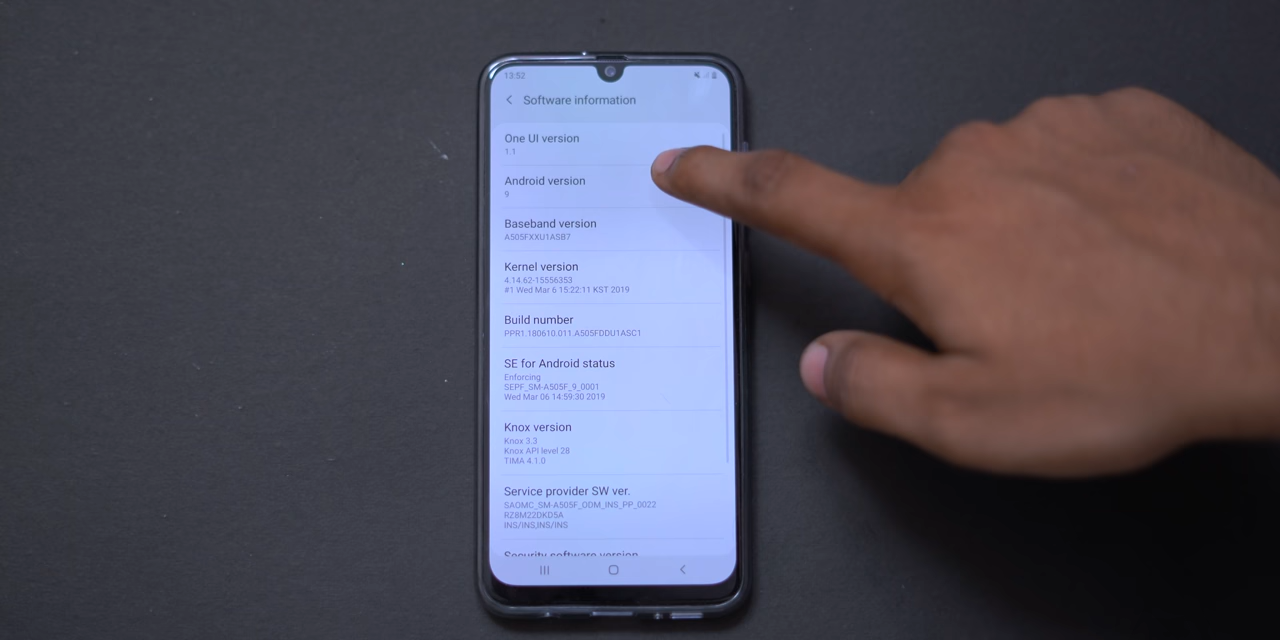 13:52
Software information
One UI version
1.1
Android version
9
Baseband version
A505FXXU1ASB7
Kernel version
4.14.62-15556353
#1 Wed Mar 6 15:22:11 KST 2019
Build number
PPR1.180610.011.A505FDDU1ASC1
SE for Android status
Enforcing
SEPF_SM-A505F_9_0001
Wed Mar 06 14:59:30 2019
Knox version
Knox 3.3
Knox API level 28
TIMA 4.1.0
Service provider SW ver.
SAOMC_SM-A505F_ODM_INS_PP_0022
RZ8M22DKD5A
INS/INS,INS/INS
Security software version